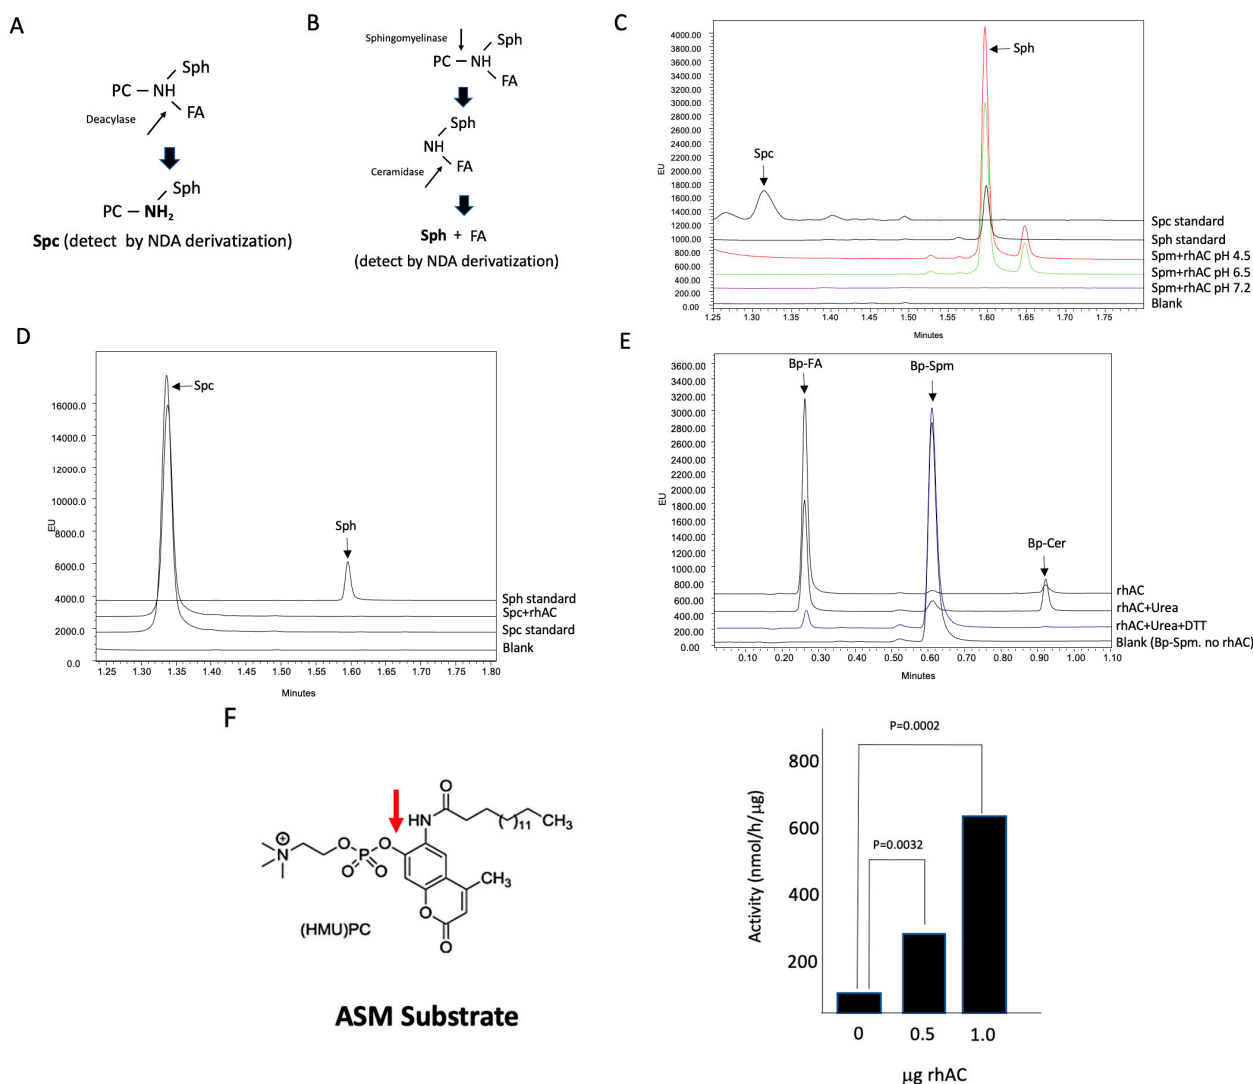 A
Sph
PC – NH
FA
Deacylase
Sph
PC – NH₂
Spc (detect by NDA derivatization)
B
Sphingomyelinase
Sph
PC – NH
FA
Sph
NH
FA
Ceramidase
Sph + FA
(detect by NDA derivatization)
C
4000.00
3800.00
3600.00
3400.00
3200.00
3000.00
2800.00
2600.00
2400.00
2200.00
2000.00
1800.00
1600.00
1400.00
1200.00
1000.00
800.00
600.00
400.00
200.00
0.00
EU
Sph
Spc
Spc standard
Sph standard
Spm+rhAC pH 4.5
Spm+rhAC pH 6.5
Spm+rhAC pH 7.2
Blank
1.25 1.30 1.35 1.40 1.45 1.50 1.55 1.60 1.65 1.70 1.75
Minutes
D
16000.0
14000.0
12000.0
10000.0
8000.0
6000.0
4000.0
2000.0
0.0
EU
Spc
Sph
Sph standard
Spc+rhAC
Spc standard
Blank
1.25 1.30 1.35 1.40 1.45 1.50 1.55 1.60 1.65 1.70 1.75 1.80
Minutes
E
3600.00
3400.00
3200.00
3000.00
2800.00
2600.00
2400.00
2200.00
2000.00
1800.00
1600.00
1400.00
1200.00
1000.00
800.00
600.00
400.00
200.00
0.00
EU
Bp-FA
Bp-Spm
Bp-Cer
rhAC
rhAC+Urea
rhAC+Urea+DTT
Blank (Bp-Spm. no rhAC)
0.10 0.20 0.30 0.40 0.50 0.60 0.70 0.80 0.90 1.00 1.10
Minutes
F
O
HN
( )11
CH3
N
+
O
P
O
O
O
CH3
O
O
(HMU)PC
ASM Substrate
P=0.0002
P=0.0032
800
600
400
200
Activity (nmol/h/µg)
0 0.5 1.0
µg rhAC